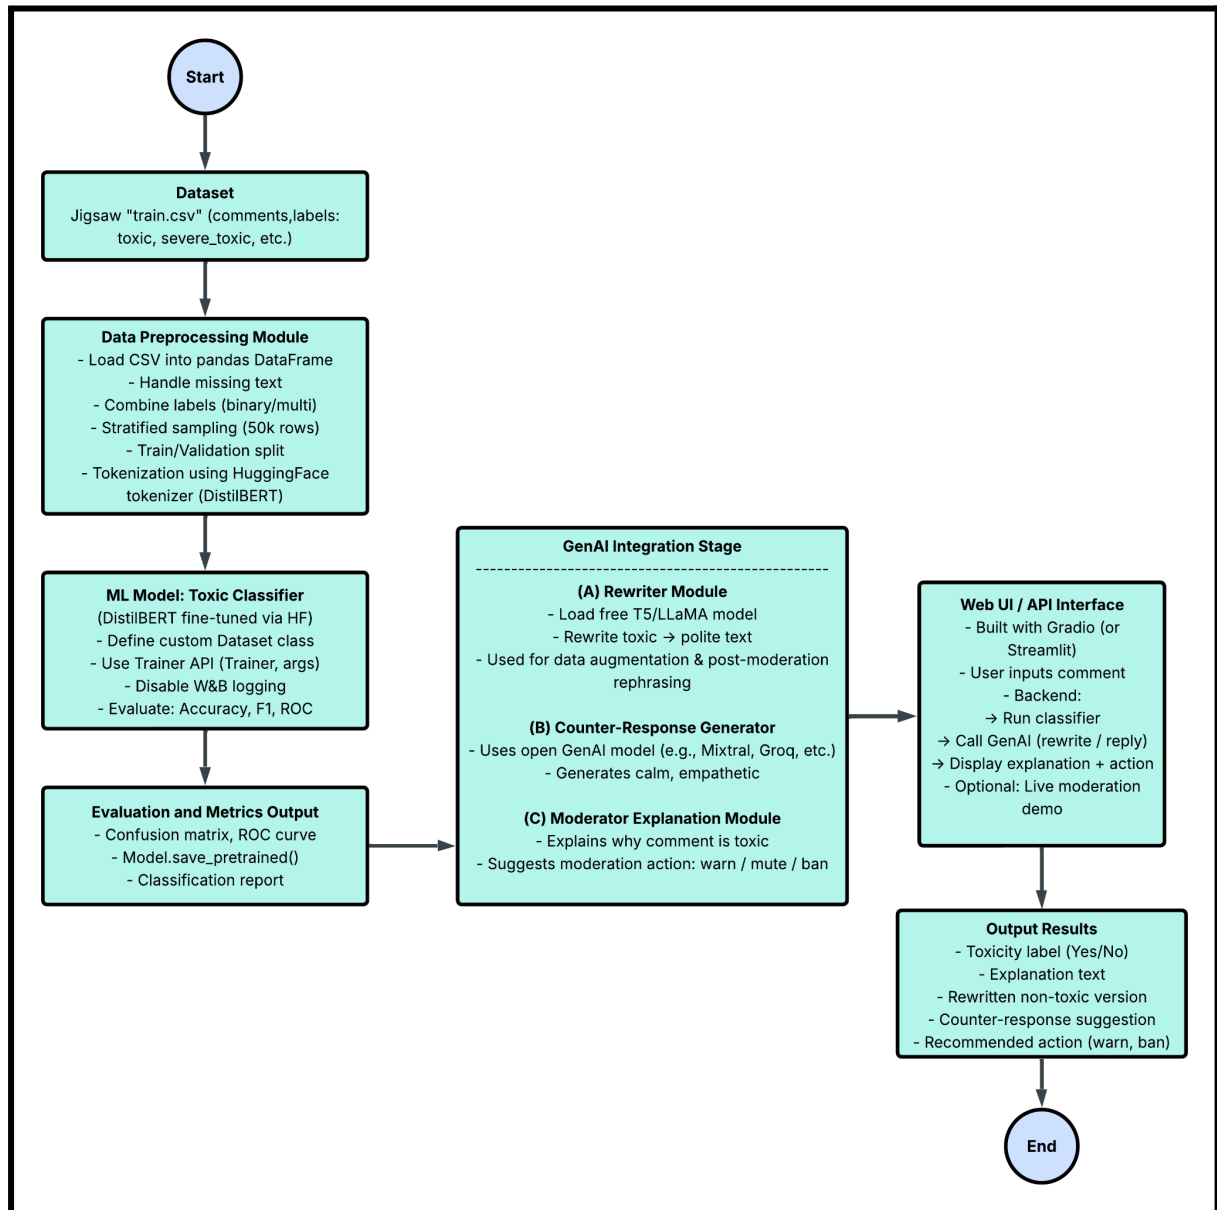 Start
Dataset
Jigsaw "train.csv" (comments,labels:
toxic, severe_toxic, etc.)
Data Preprocessing Module
- Load CSV into pandas DataFrame
- Handle missing text
- Combine labels (binary/multi)
- Stratified sampling (50k rows)
- Train/Validation split
- Tokenization using HuggingFace
tokenizer (DistilBERT)
ML Model: Toxic Classifier
(DistilBERT fine-tuned via HF)
- Define custom Dataset class
- Use Trainer API (Trainer, args)
- Disable W&B logging
- Evaluate: Accuracy, F1, ROC
Evaluation and Metrics Output
- Confusion matrix, ROC curve
- Model.save_pretrained()
- Classification report
GenAI Integration Stage
--------------------------------------------------
(A) Rewriter Module
- Load free T5/LLaMA model
- Rewrite toxic → polite text
- Used for data augmentation & post-moderation
rephrasing
(B) Counter-Response Generator
- Uses open GenAI model (e.g., Mixtral, Groq, etc.)
- Generates calm, empathetic
(C) Moderator Explanation Module
- Explains why comment is toxic
- Suggests moderation action: warn / mute / ban
Web UI / API Interface
- Built with Gradio (or
Streamlit)
- User inputs comment
- Backend:
→ Run classifier
→ Call GenAI (rewrite / reply)
→ Display explanation + action
- Optional: Live moderation
demo
Output Results
- Toxicity label (Yes/No)
- Explanation text
- Rewritten non-toxic version
- Counter-response suggestion
- Recommended action (warn, ban)
End